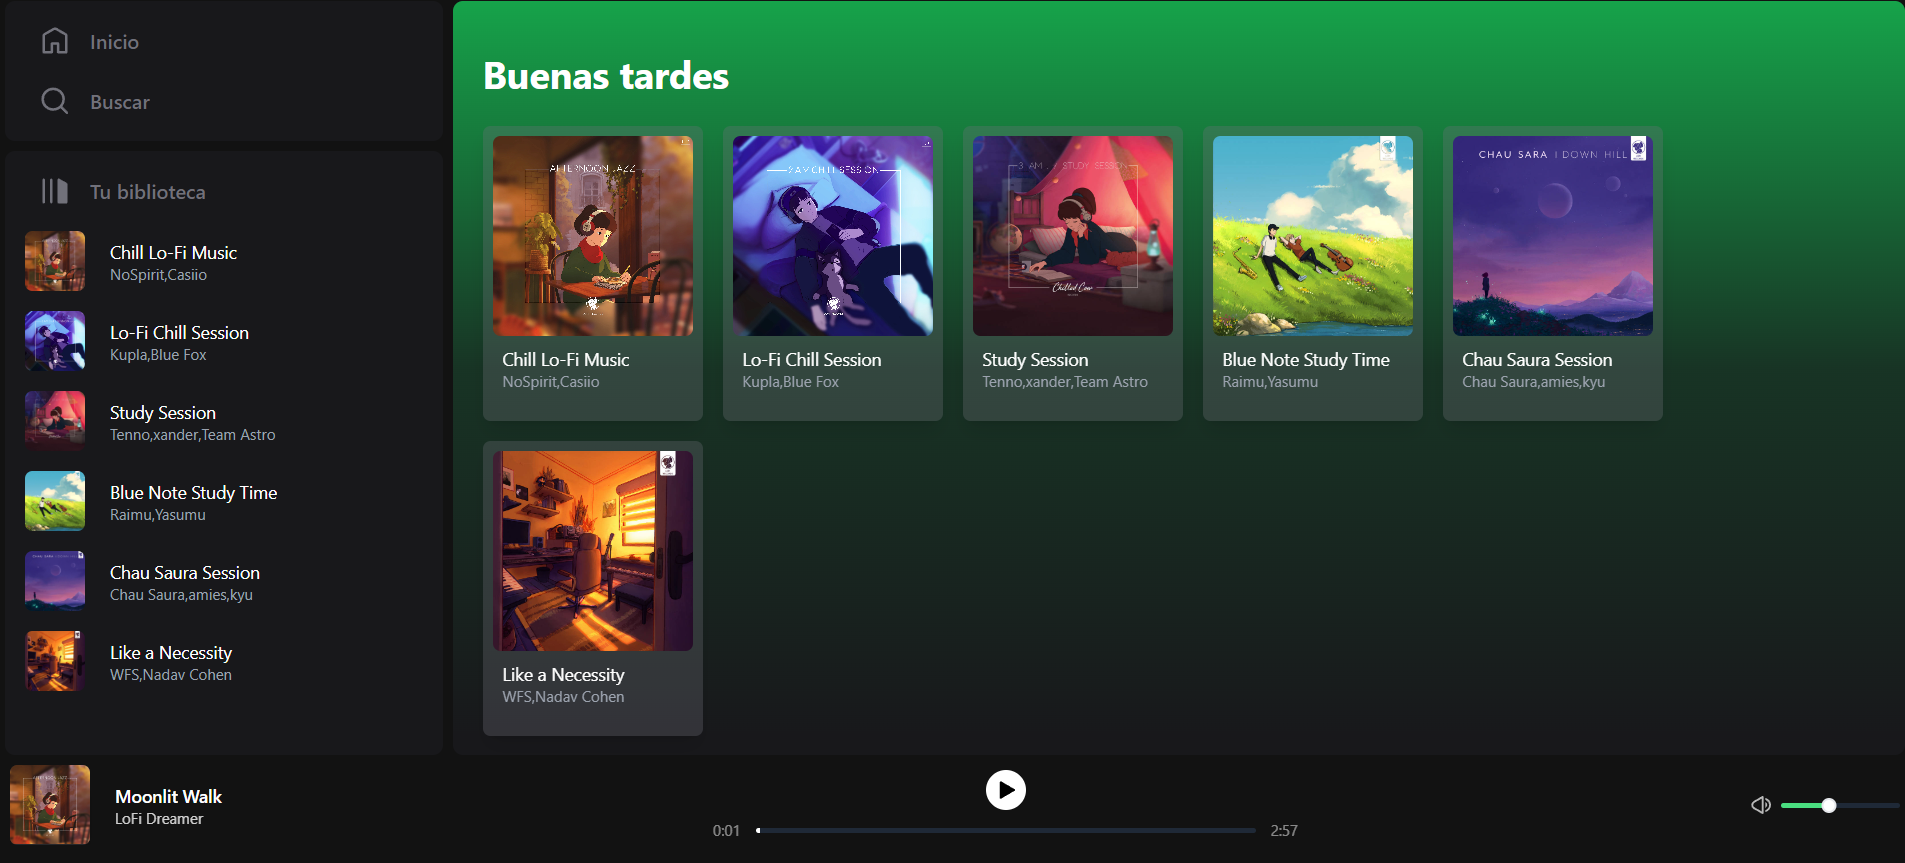 Inicio
Buscar
Tu biblioteca
Chill Lo-Fi Music
NoSpirit,Casiio
Lo-Fi Chill Session
Kupla,Blue Fox
Study Session
Tenno,xander,Team Astro
Blue Note Study Time
Raimu,Yasumu
Chau Saura Session
Chau Saura,amies,kyu
Like a Necessity
WFS,Nadav Cohen
Buenas tardes
AFTERNOON JAZZ
Chill Lo-Fi Music
NoSpirit,Casiio
2 AM CHILL SESSION
Lo-Fi Chill Session
Kupla,Blue Fox
3 AM STUDY SESSION
Chilled Cow
Study Session
Tenno,xander,Team Astro
Blue Note Study Time
Raimu,Yasumu
CHAU SARA | DOWN HILL
Chau Saura Session
Chau Saura,amies,kyu
Like a Necessity
WFS,Nadav Cohen
Moonlit Walk
LoFi Dreamer
0:01
2:57